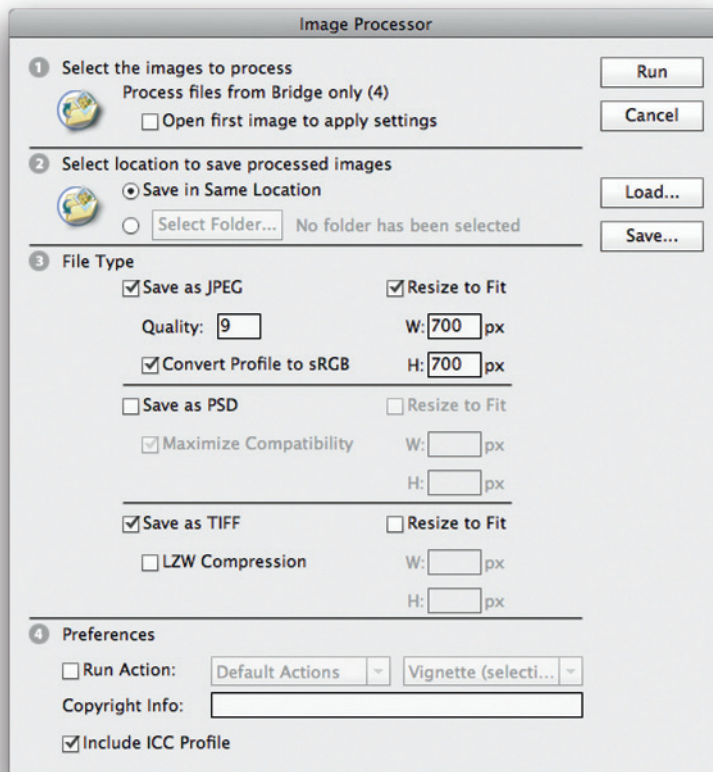 Image Processor
1 Select the images to process
Process files from Bridge only (4)
Open first image to apply settings
Run
Cancel
2 Select location to save processed images
Save in Same Location
Select Folder... No folder has been selected
Load...
Save...
3 File Type
Save as JPEG Resize to Fit
Quality: 9 W: 700 px
Convert Profile to sRGB H: 700 px
Save as PSD Resize to Fit
Maximize Compatibility W: px
H: px
Save as TIFF Resize to Fit
LZW Compression W: px
H: px
4 Preferences
Run Action: Default Actions Vignette (selecti...
Copyright Info:
Include ICC Profile